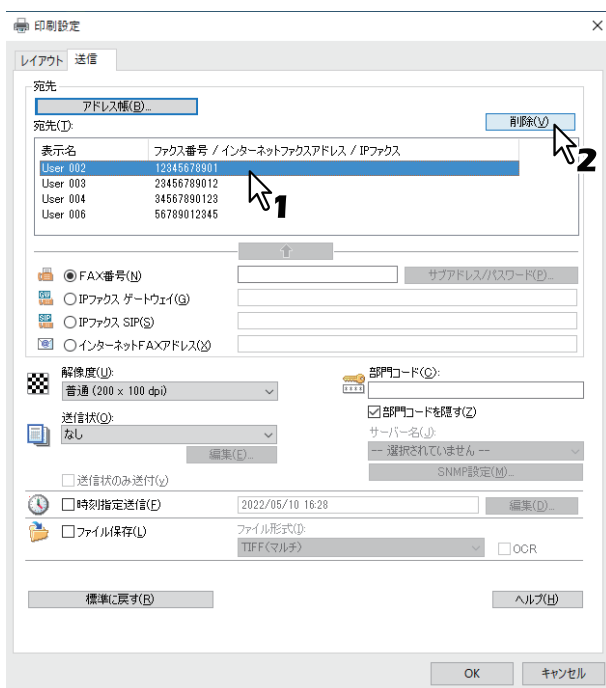 印刷設定
レイアウト 送信
宛先
アドレス帳(B)...
宛先(T):
削除(V)
表示名 ファクス番号 / インターネットファクスアドレス / IPファクス
User 002 12345678901
User 003 23456789012
User 004 34567890123
User 006 56789012345
1
2
FAX番号(N)
サブアドレス/パスワード(P)...
IPファクス ゲートウェイ(G)
IPファクス SIP(S)
インターネットFAXアドレス(X)
解像度(U):
普通 (200 x 100 dpi)
部門コード(C):
送信状(O):
なし
編集(E)...
送信状のみ送付(y)
部門コードを隠す(Z)
サーバー名(J):
-- 選択されていません --
SNMP設定(M)...
時刻指定送信(F) 2022/05/10 16:28 編集(D)...
ファイル保存(L)
ファイル形式(I):
TIFF(マルチ)
OCR
標準に戻す(R)
ヘルプ(H)
OK キャンセル